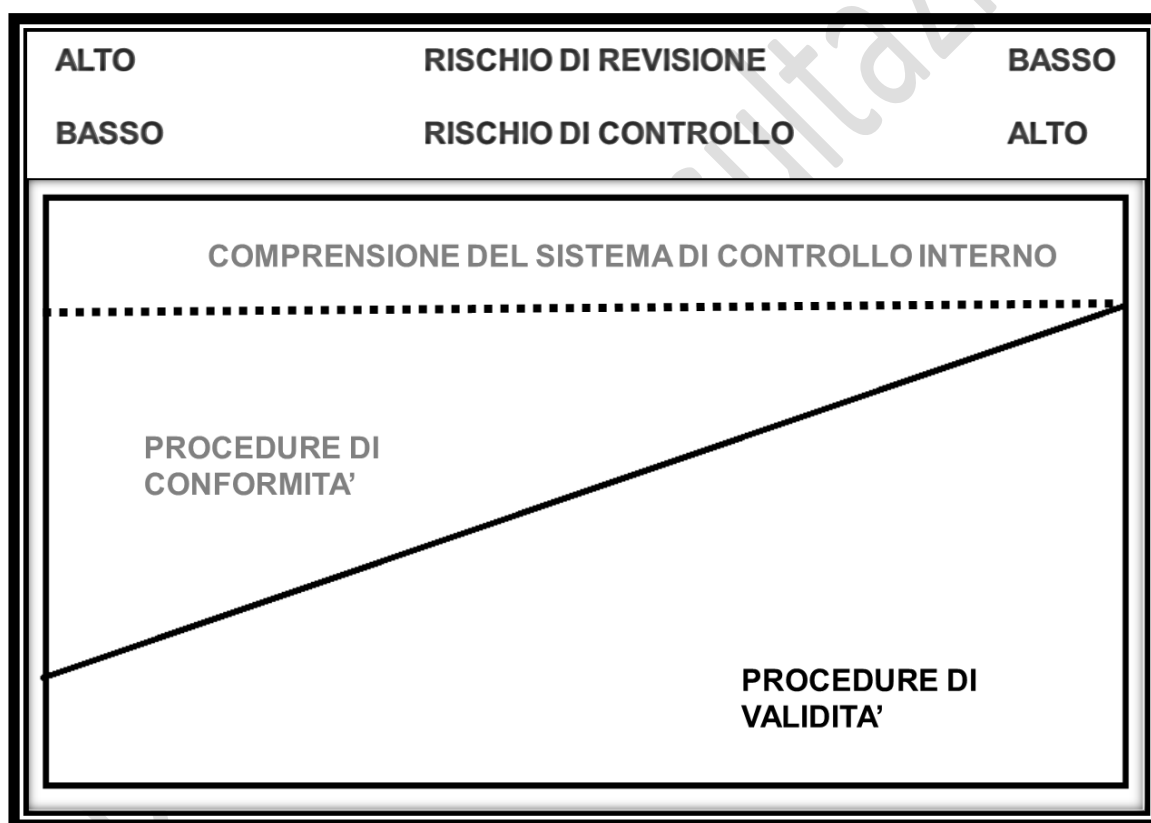 ALTO RISCHIO DI REVISIONE BASSO
BASSO RISCHIO DI CONTROLLO ALTO
COMPRENSIONE DEL SISTEMA DI CONTROLLO INTERNO
PROCEDURE DI
CONFORMITA’
PROCEDURE DI
VALIDITA’